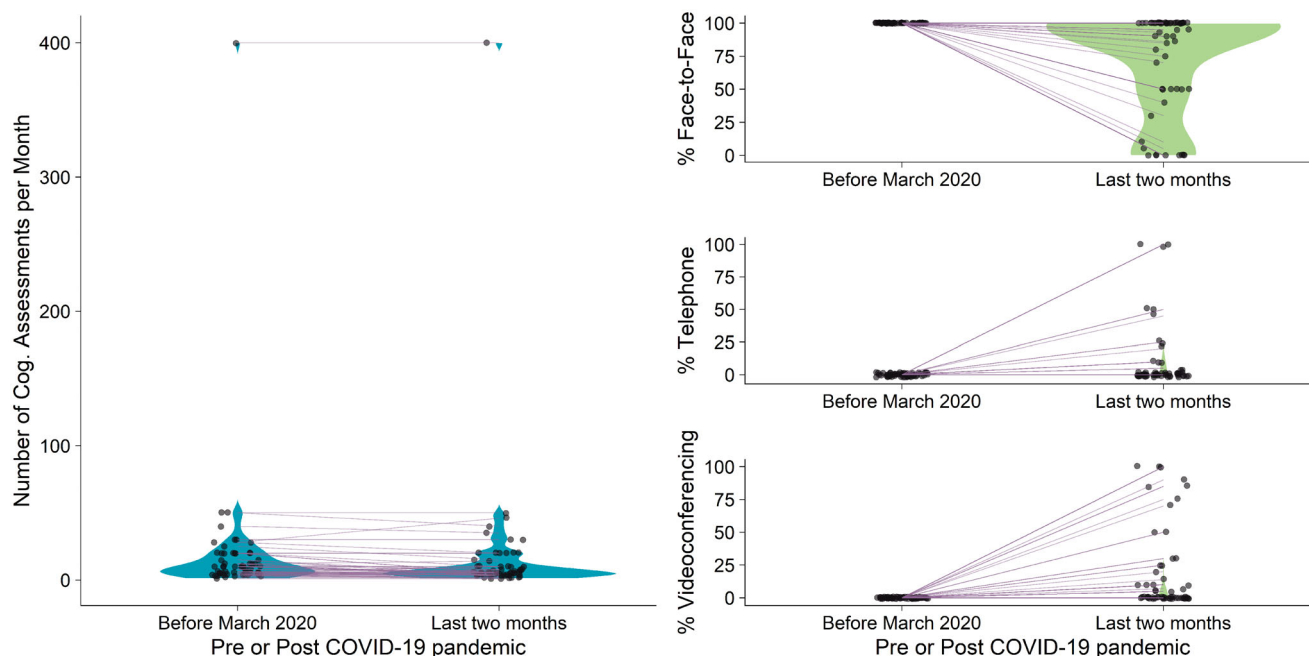 Number of Cog. Assessments per Month
400
300
200
100
0
Before March 2020
Last two months
Pre or Post COVID-19 pandemic
% Face-to-Face
100
75
50
25
0
Before March 2020
Last two months
% Telephone
100
75
50
25
0
Before March 2020
Last two months
% Videoconferencing
100
75
50
25
0
Before March 2020
Last two months
Pre or Post COVID-19 pandemic